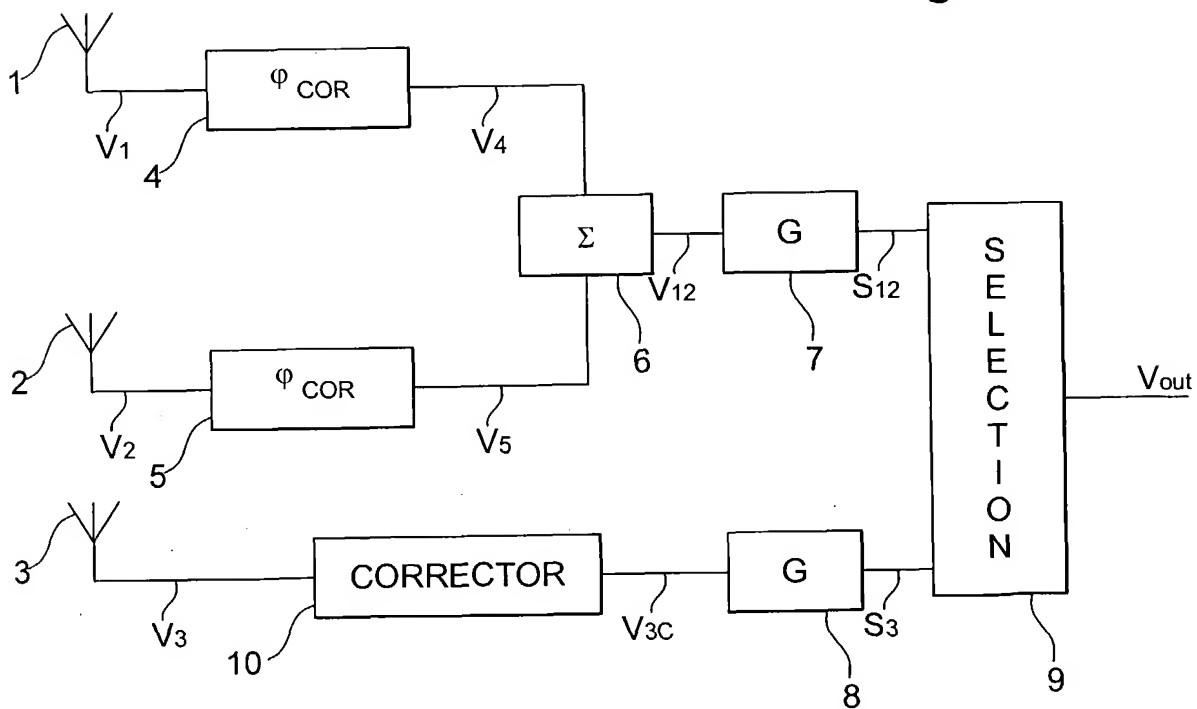 g
1
φ COR
V1
4
V4
Σ
V12
6
G
7
S12
SELECTION
Vout
2
φ COR
V2
5
V5
3
V3
CORRECTOR
10
V3C
G
8
S3
9